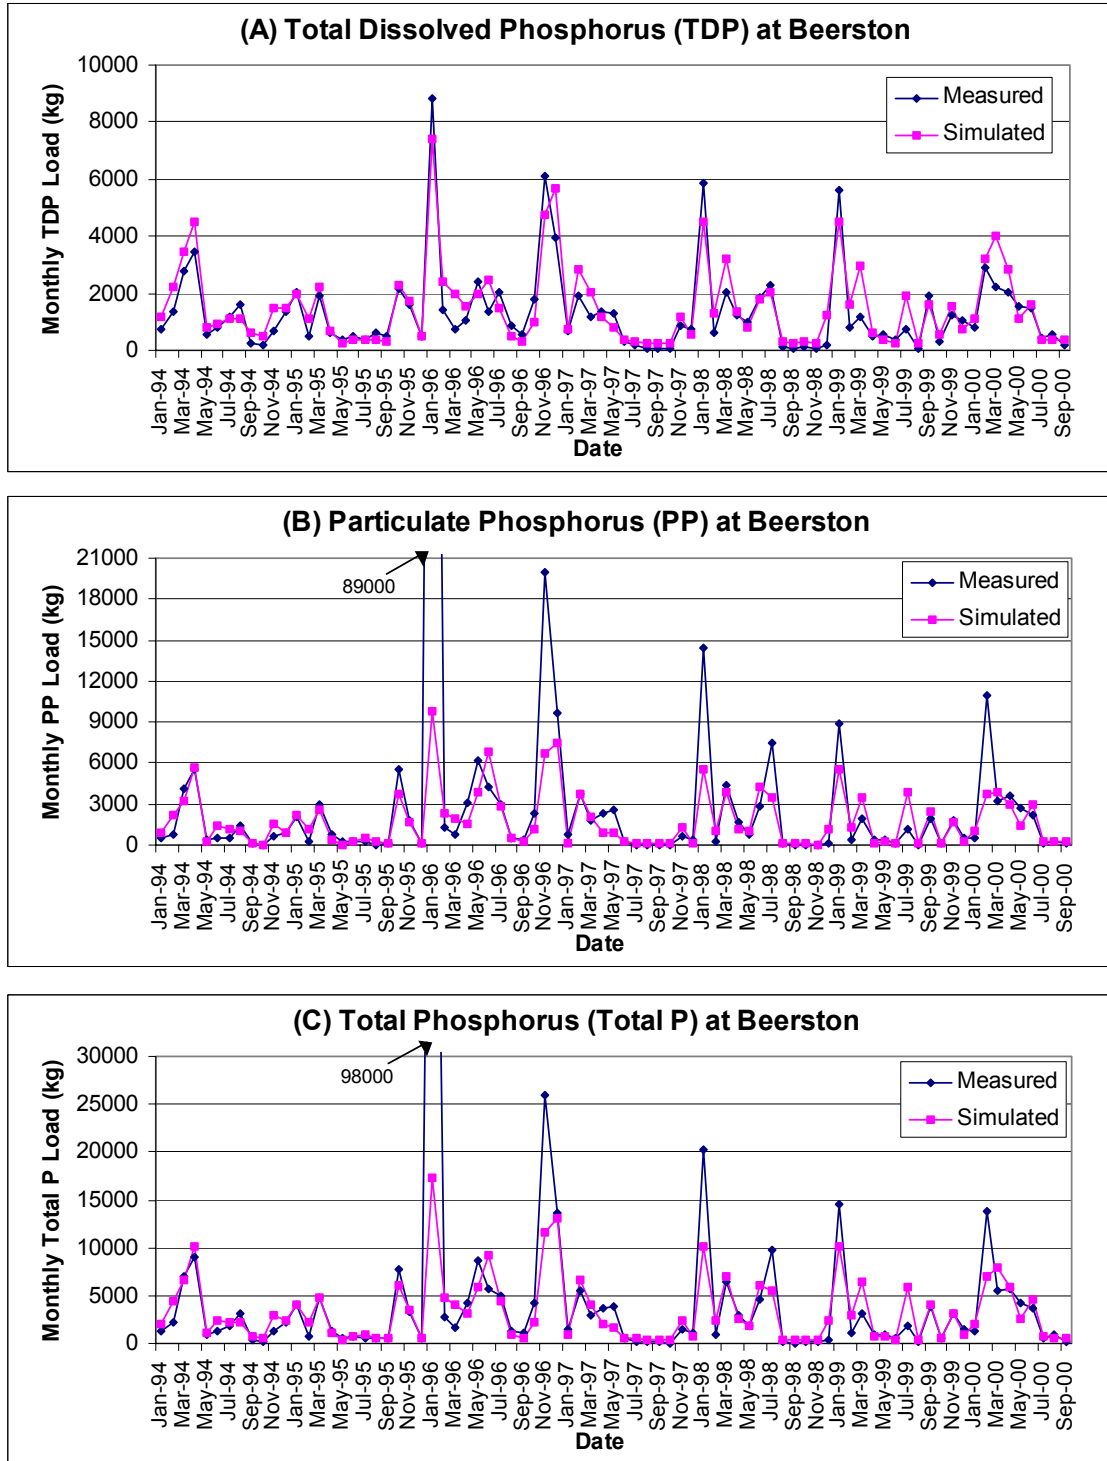 (A) Total Dissolved Phosphorus (TDP) at Beerston
Monthly TDP Load (kg)
10000
8000
6000
4000
2000
0
Measured
Simulated
Jan-94 Mar-94 May-94 Jul-94 Sep-94 Nov-94 Jan-95 Mar-95 May-95 Jul-95 Sep-95 Nov-95 Jan-96 Mar-96 May-96 Jul-96 Sep-96 Nov-96 Jan-97 Mar-97 May-97 Jul-97 Sep-97 Nov-97 Jan-98 Mar-98 May-98 Jul-98 Sep-98 Nov-98 Jan-99 Mar-99 May-99 Jul-99 Sep-99 Nov-99 Jan-00 Mar-00 May-00 Jul-00 Sep-00
Date
(B) Particulate Phosphorus (PP) at Beerston
Monthly PP Load (kg)
21000
18000
15000
12000
9000
6000
3000
0
89000
Measured
Simulated
Jan-94 Mar-94 May-94 Jul-94 Sep-94 Nov-94 Jan-95 Mar-95 May-95 Jul-95 Sep-95 Nov-95 Jan-96 Mar-96 May-96 Jul-96 Sep-96 Nov-96 Jan-97 Mar-97 May-97 Jul-97 Sep-97 Nov-97 Jan-98 Mar-98 May-98 Jul-98 Sep-98 Nov-98 Jan-99 Mar-99 May-99 Jul-99 Sep-99 Nov-99 Jan-00 Mar-00 May-00 Jul-00 Sep-00
Date
(C) Total Phosphorus (Total P) at Beerston
Monthly Total P Load (kg)
30000
25000
20000
15000
10000
5000
0
98000
Measured
Simulated
Jan-94 Mar-94 May-94 Jul-94 Sep-94 Nov-94 Jan-95 Mar-95 May-95 Jul-95 Sep-95 Nov-95 Jan-96 Mar-96 May-96 Jul-96 Sep-96 Nov-96 Jan-97 Mar-97 May-97 Jul-97 Sep-97 Nov-97 Jan-98 Mar-98 May-98 Jul-98 Sep-98 Nov-98 Jan-99 Mar-99 May-99 Jul-99 Sep-99 Nov-99 Jan-00 Mar-00 May-00 Jul-00 Sep-00
Date